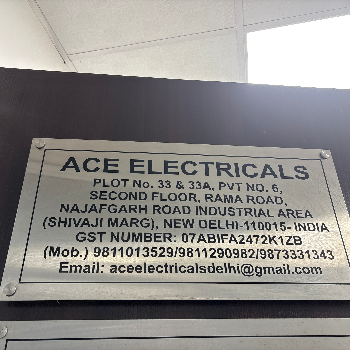 ACE ELECTRICALS
PLOT No. 33 & 33A, PVT NO. 6,
SECOND FLOOR, RAMA ROAD,
NAJAFGARH ROAD INDUSTRIAL AREA
(SHIVAJI MARG), NEW DELHI-110015- INDIA
GST NUMBER: 07ABIFA2472K1ZB
(Mob.) 9811013529/9811290982/9873331343
Email: aceelectricalsdelhi@gmail.com